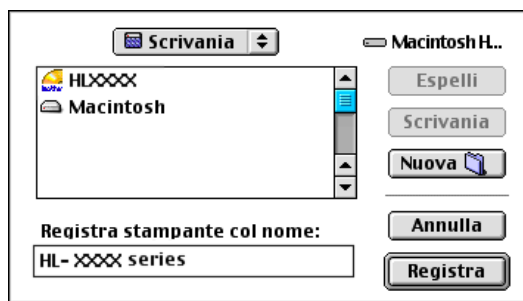 Scrivania
Macintosh H...
HLXXXX
Macintosh
Espelli
Scrivania
Nuova
Registra stampante col nome:
HL- XXXX series
Annulla
Registra